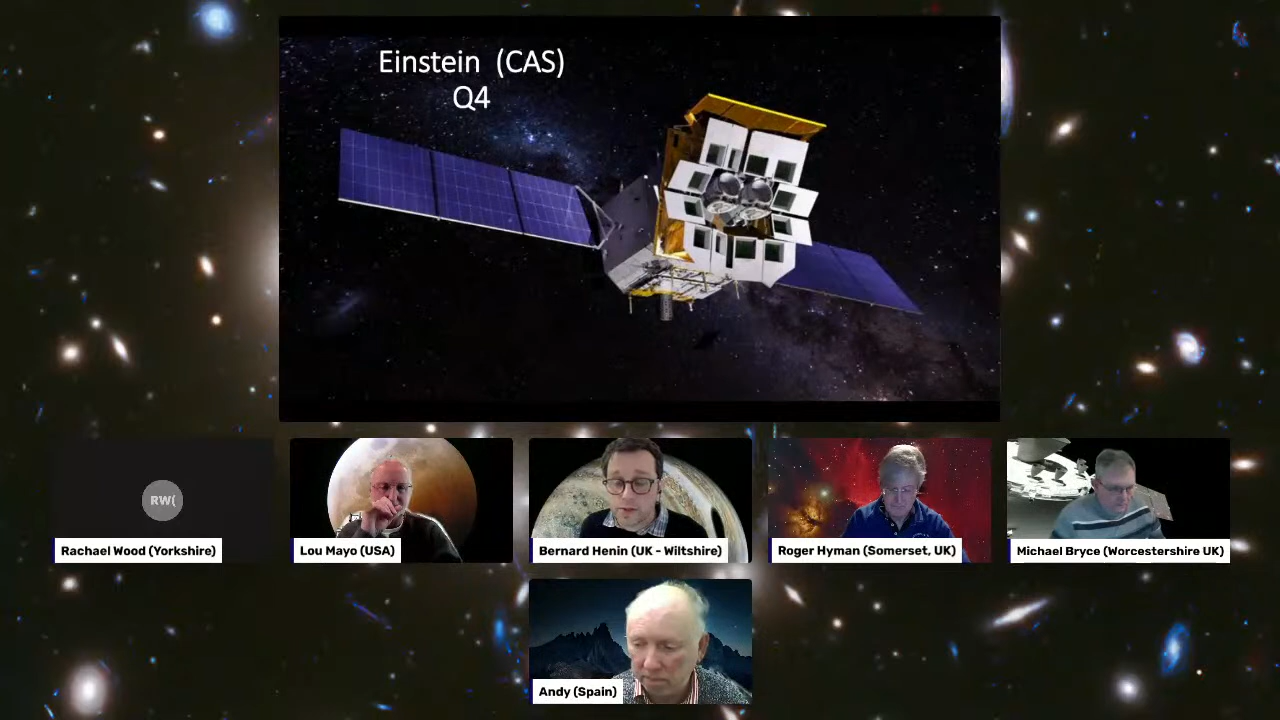 Einstein (CAS)
Q4
RW(
Rachael Wood (Yorkshire)
Lou Mayo (USA)
Bernard Henin (UK - Wiltshire)
Roger Hyman (Somerset, UK)
Michael Bryce (Worcestershire UK)
Andy (Spain)